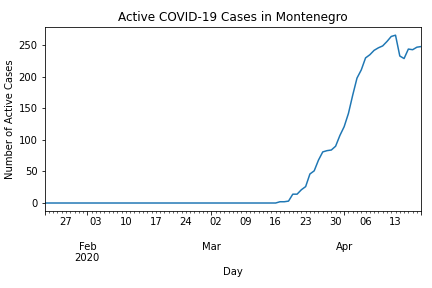 Active COVID-19 Cases in Montenegro
Number of Active Cases
250
200
150
100
50
0
27 03 10 17 24 02 09 16 23 30 06 13
Feb Mar Apr
2020
Day